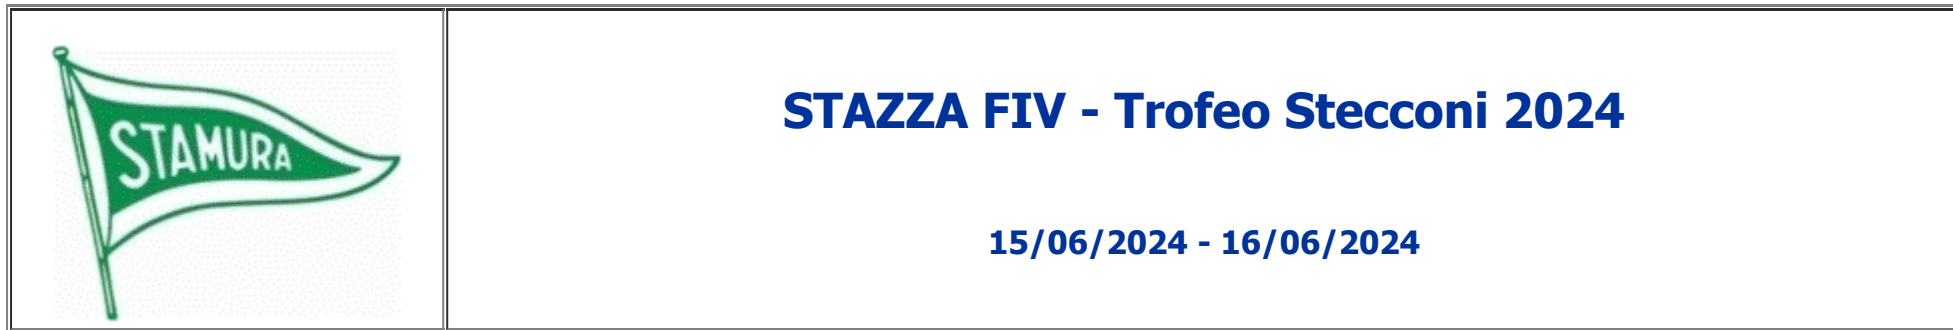 STAMURA
STAZZA FIV - Trofeo Stecconi 2024
15/06/2024 - 16/06/2024